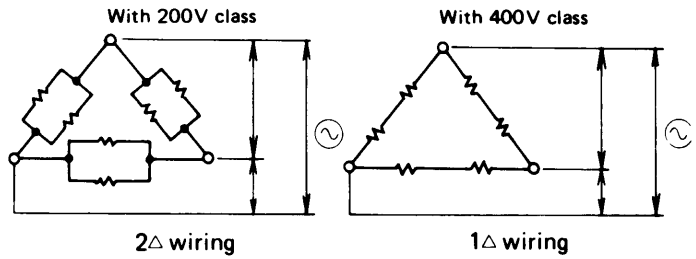 With 200V class
With 400V class
2△ wiring
1△ wiring